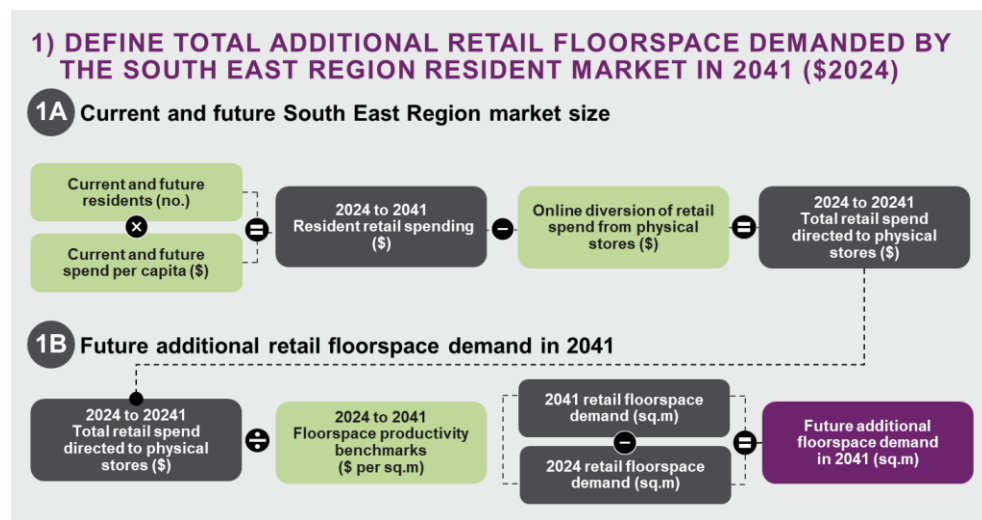 1) DEFINE TOTAL ADDITIONAL RETAIL FLOORSPACE DEMANDED BY
THE SOUTH EAST REGION RESIDENT MARKET IN 2041 ($2024)
1A Current and future South East Region market size
Current and future
residents (no.)
×
Current and future
spend per capita ($)
=
2024 to 2041
Resident retail spending
($)
−
Online diversion of retail
spend from physical
stores ($)
=
2024 to 20241
Total retail spend
directed to physical
stores ($)
1B Future additional retail floorspace demand in 2041
2024 to 20241
Total retail spend
directed to physical
stores ($)
÷
2024 to 2041
Floorspace productivity
benchmarks
($ per sq.m)
2041 retail floorspace
demand (sq.m)
−
2024 retail floorspace
demand (sq.m)
=
Future additional
floorspace demand
in 2041 (sq.m)